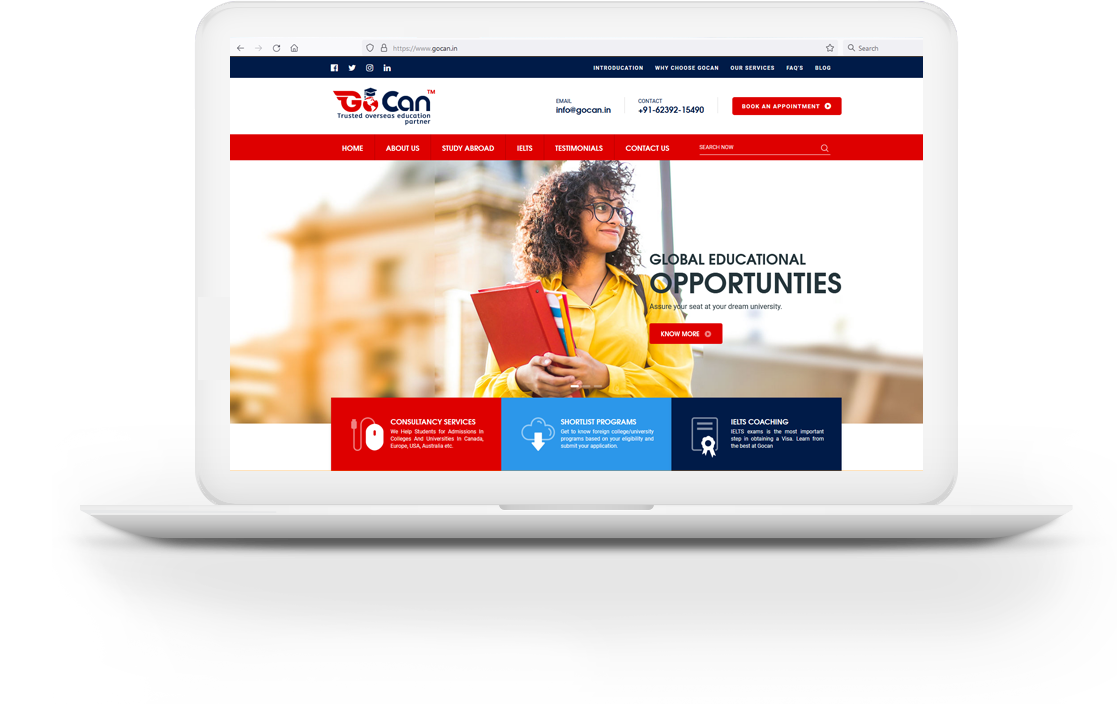 https://www.gocan.in
Search
INTRODUCATION WHY CHOOSE GOCAN OUR SERVICES FAQ'S BLOG
GoCan™
Trusted overseas education
partner
EMAIL
info@gocan.in
CONTACT
+91-62392-15490
BOOK AN APPOINTMENT
HOME ABOUT US STUDY ABROAD IELTS TESTIMONIALS CONTACT US SEARCH NOW
GLOBAL EDUCATIONAL
OPPORTUNTIES
Assure your seat at your dream university.
KNOW MORE
CONSULTANCY SERVICES
We Help Students for Admissions In
Colleges And Universities In Canada,
Europe, USA, Australia etc.
SHORTLIST PROGRAMS
Get to know foreign college/university
programs based on your eligibility and
submit your application.
IELTS COACHING
IELTS exams is the most important
step in obtaining a Visa. Learn from
the best at Gocan